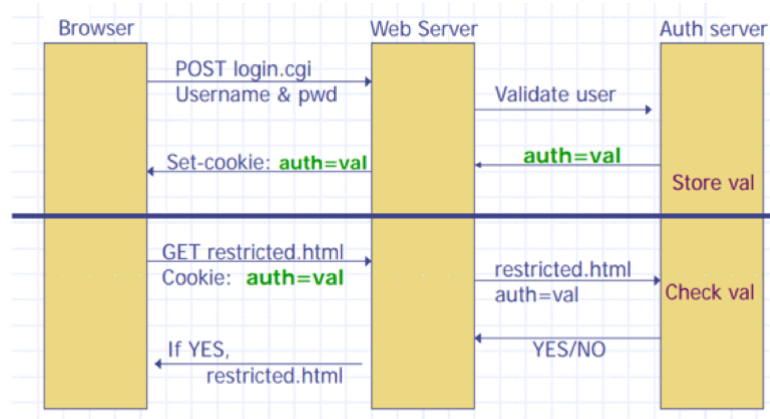 Browser
Web Server
Auth server
POST login.cgi
Username & pwd
Validate user
Set-cookie: auth=val
auth=val
Store val
GET restricted.html
Cookie: auth=val
restricted.html
auth=val
Check val
YES/NO
If YES,
restricted.html